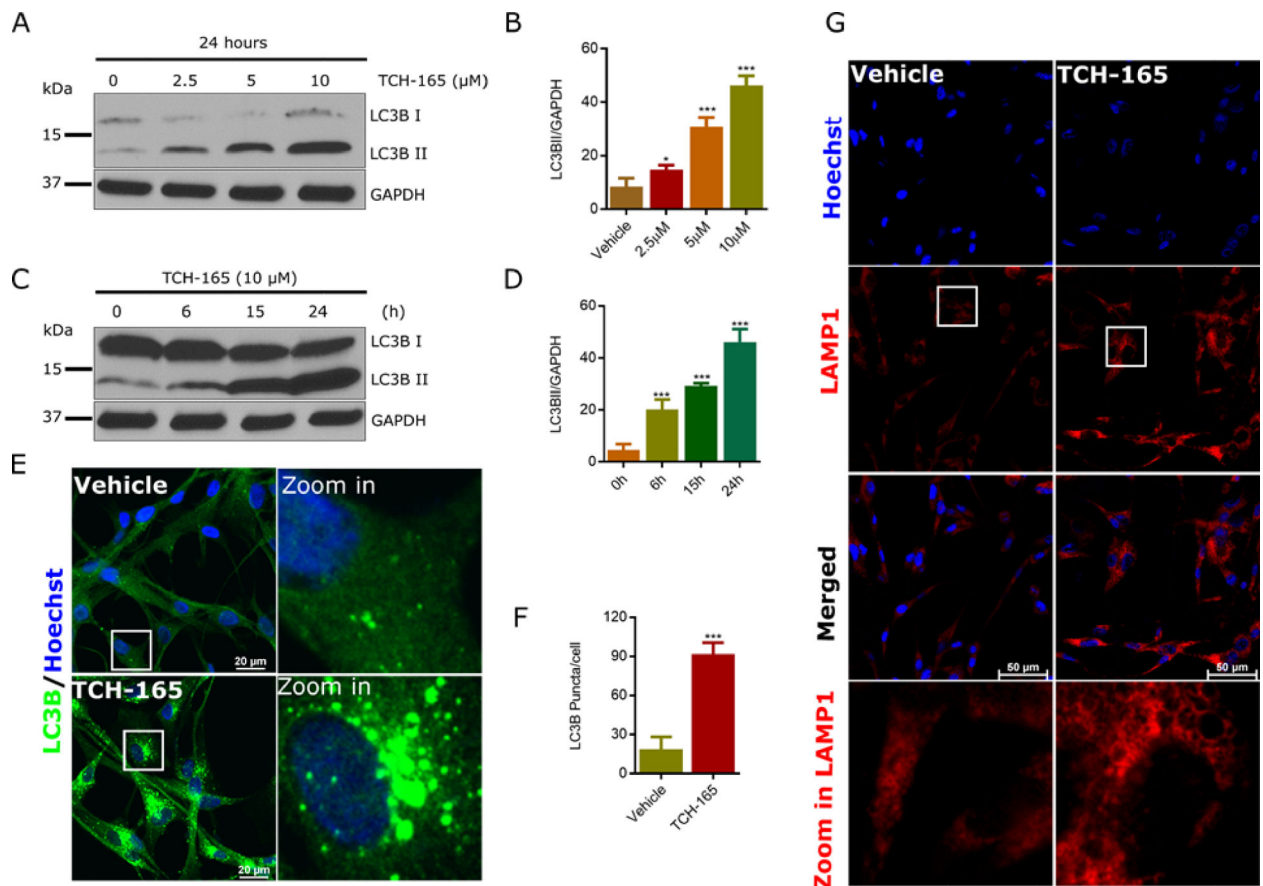 A
24 hours
0 2.5 5 10 TCH-165 (µM)
kDa
LC3B I
15
LC3B II
37
GAPDH
B
LC3BII/GAPDH
60
40
20
0
* *** ***
Vehicle 2.5µM 5µM 10µM
C
TCH-165 (10 µM)
0 6 15 24 (h)
kDa
LC3B I
15
LC3B II
37
GAPDH
D
LC3BII/GAPDH
60
40
20
0
*** *** ***
0h 6h 15h 24h
E
LC3B/Hoechst
Vehicle Zoom in
20 µm
TCH-165 Zoom in
20 µm
F
LC3B Puncta/cell
120
90
60
30
0
***
Vehicle TCH-165
G
Vehicle TCH-165
Hoechst
LAMP1
Merged
50 µm 50 µm
Zoom in LAMP1